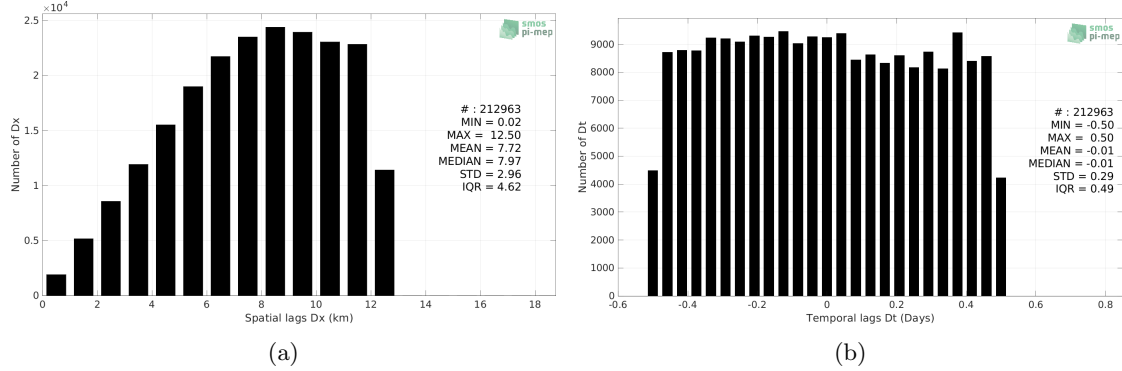 ×10⁴
2.5
2
1.5
1
0.5
0
0 2 4 6 8 10 12 14 16 18
Number of Dx
Spatial lags Dx (km)
smos
pi-mep
# : 212963
MIN = 0.02
MAX = 12.50
MEAN = 7.72
MEDIAN = 7.97
STD = 2.96
IQR = 4.62
(a)
9000
8000
7000
6000
5000
4000
3000
2000
1000
0
-0.6 -0.4 -0.2 0 0.2 0.4 0.6 0.8
Number of Dt
Temporal lags Dt (Days)
smos
pi-mep
# : 212963
MIN = -0.50
MAX = 0.50
MEAN = -0.01
MEDIAN = -0.01
STD = 0.29
IQR = 0.49
(b)